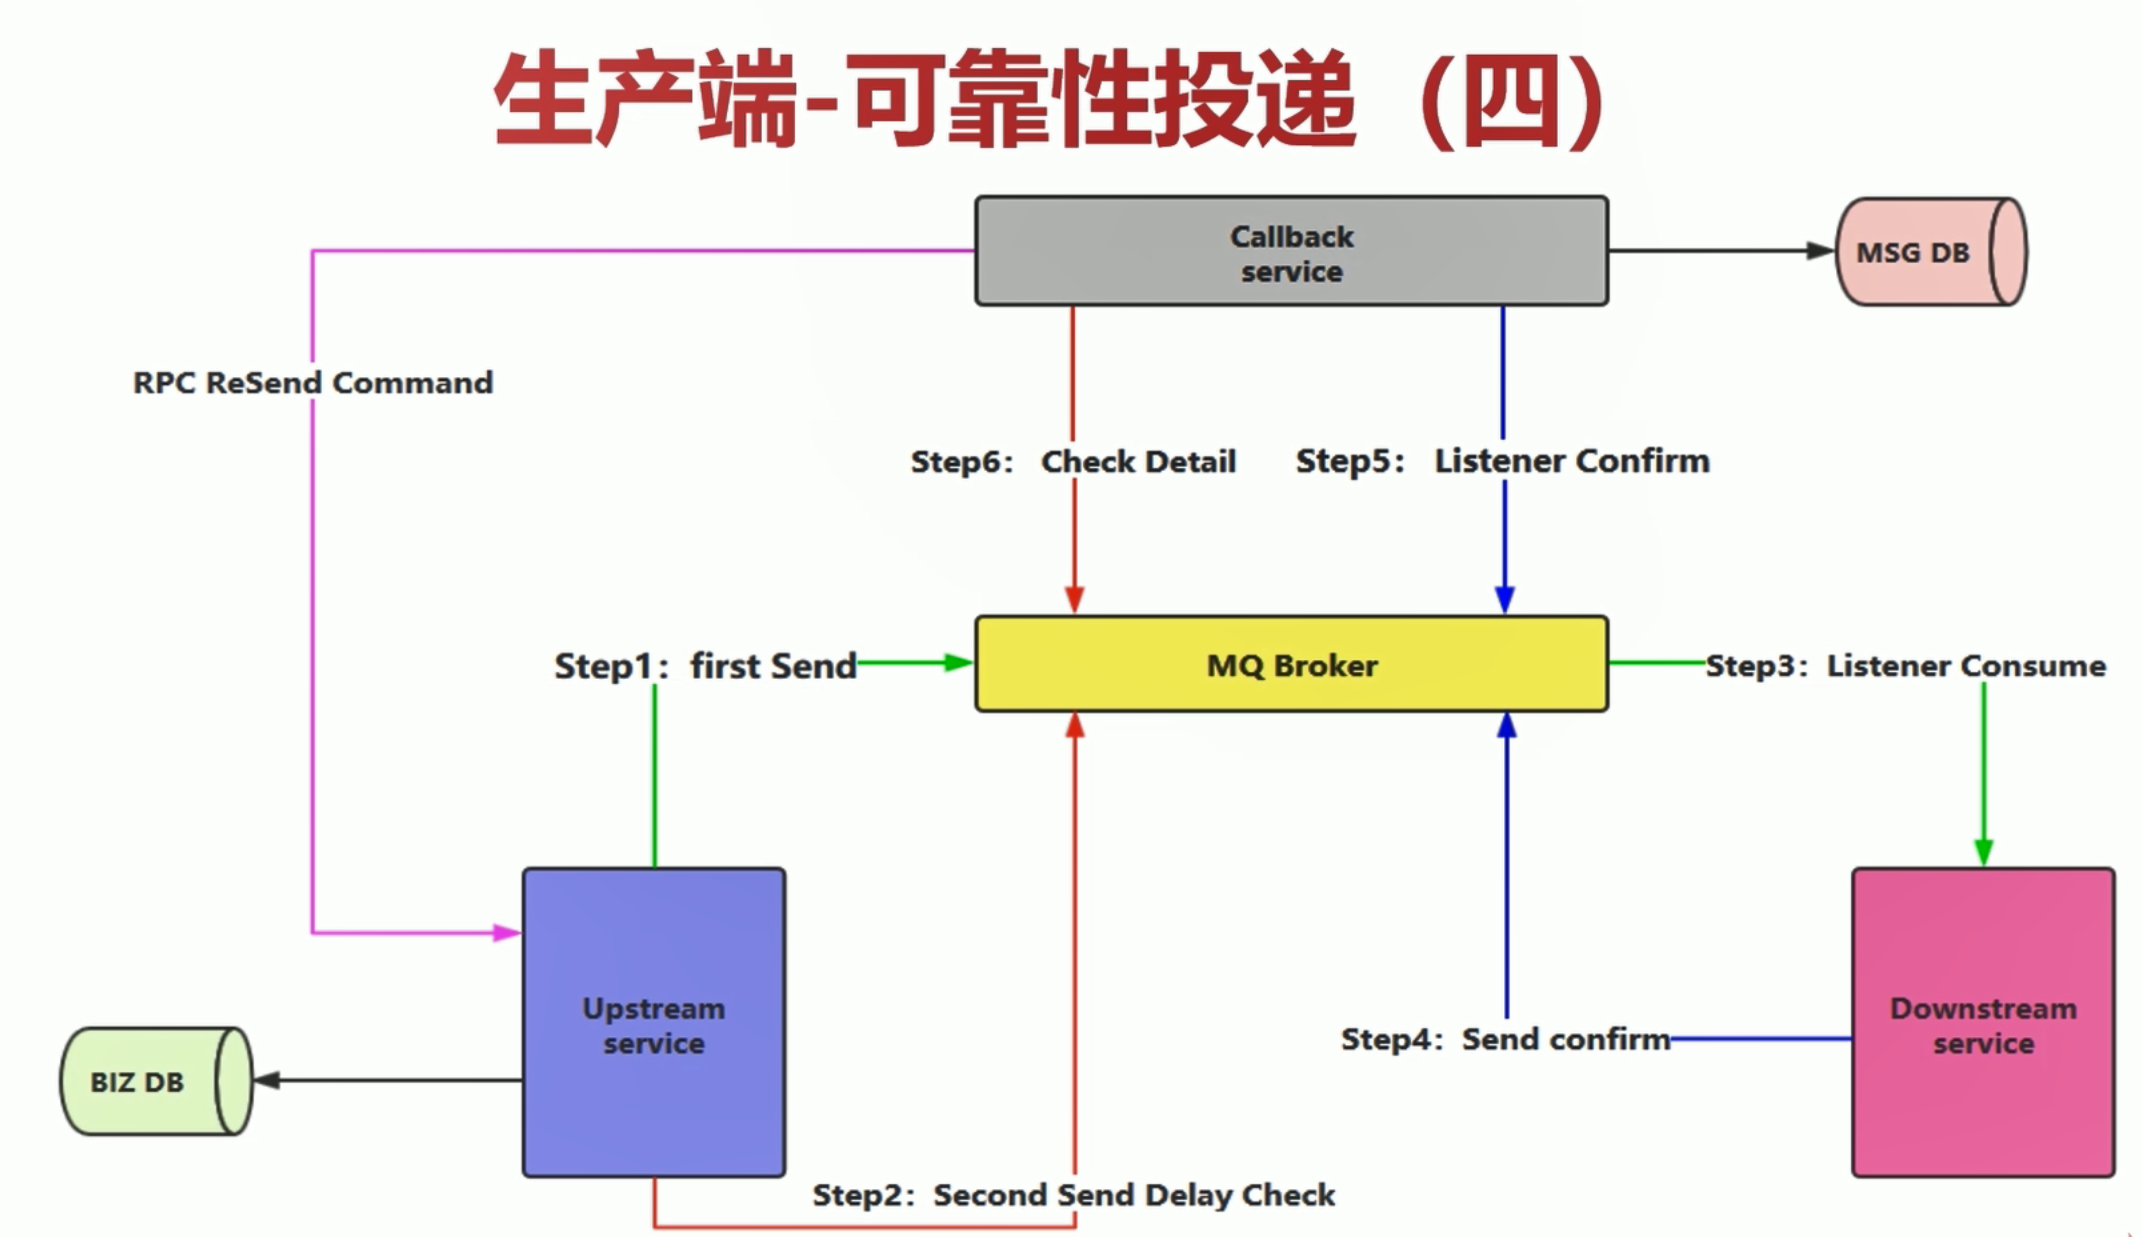 生产端-可靠性投递（四）
Callback
service
MSG DB
RPC ReSend Command
Step6： Check Detail
Step5： Listener Confirm
Step1：first Send
MQ Broker
Step3：Listener Consume
Upstream
service
Downstream
service
Step4：Send confirm
BIZ DB
Step2：Second Send Delay Check